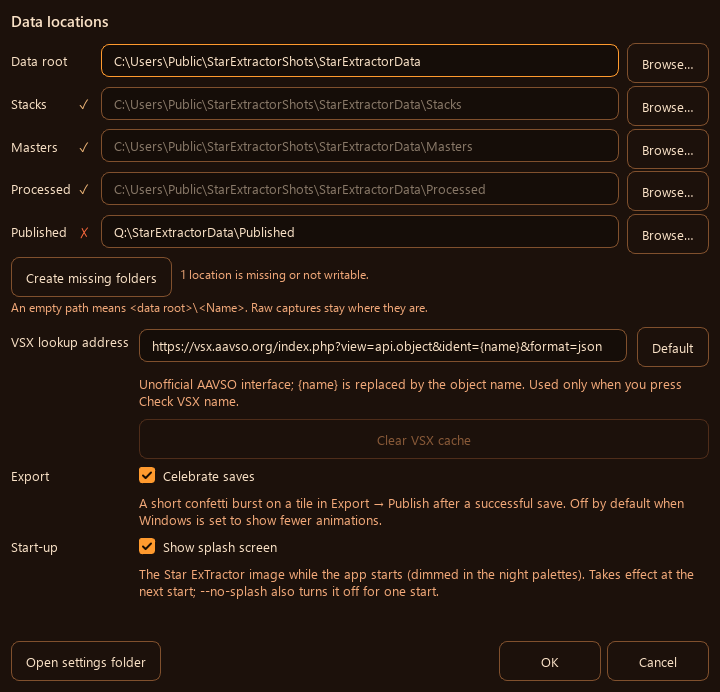 Data locations
Data root C:\Users\Public\StarExtractorShots\StarExtractorData Browse...
Stacks ✓ C:\Users\Public\StarExtractorShots\StarExtractorData\Stacks Browse...
Masters ✓ C:\Users\Public\StarExtractorShots\StarExtractorData\Masters Browse...
Processed ✓ C:\Users\Public\StarExtractorShots\StarExtractorData\Processed Browse...
Published ✗ Q:\StarExtractorData\Published Browse...
Create missing folders 1 location is missing or not writable.
An empty path means <data root>\<Name>. Raw captures stay where they are.
VSX lookup address https://vsx.aavso.org/index.php?view=api.object&ident={name}&format=json Default
Unofficial AAVSO interface; {name} is replaced by the object name. Used only when you press
Check VSX name.
Clear VSX cache
Export Celebrate saves
A short confetti burst on a tile in Export → Publish after a successful save. Off by default when
Windows is set to show fewer animations.
Start-up Show splash screen
The Star ExTractor image while the app starts (dimmed in the night palettes). Takes effect at the
next start; --no-splash also turns it off for one start.
Open settings folder OK Cancel